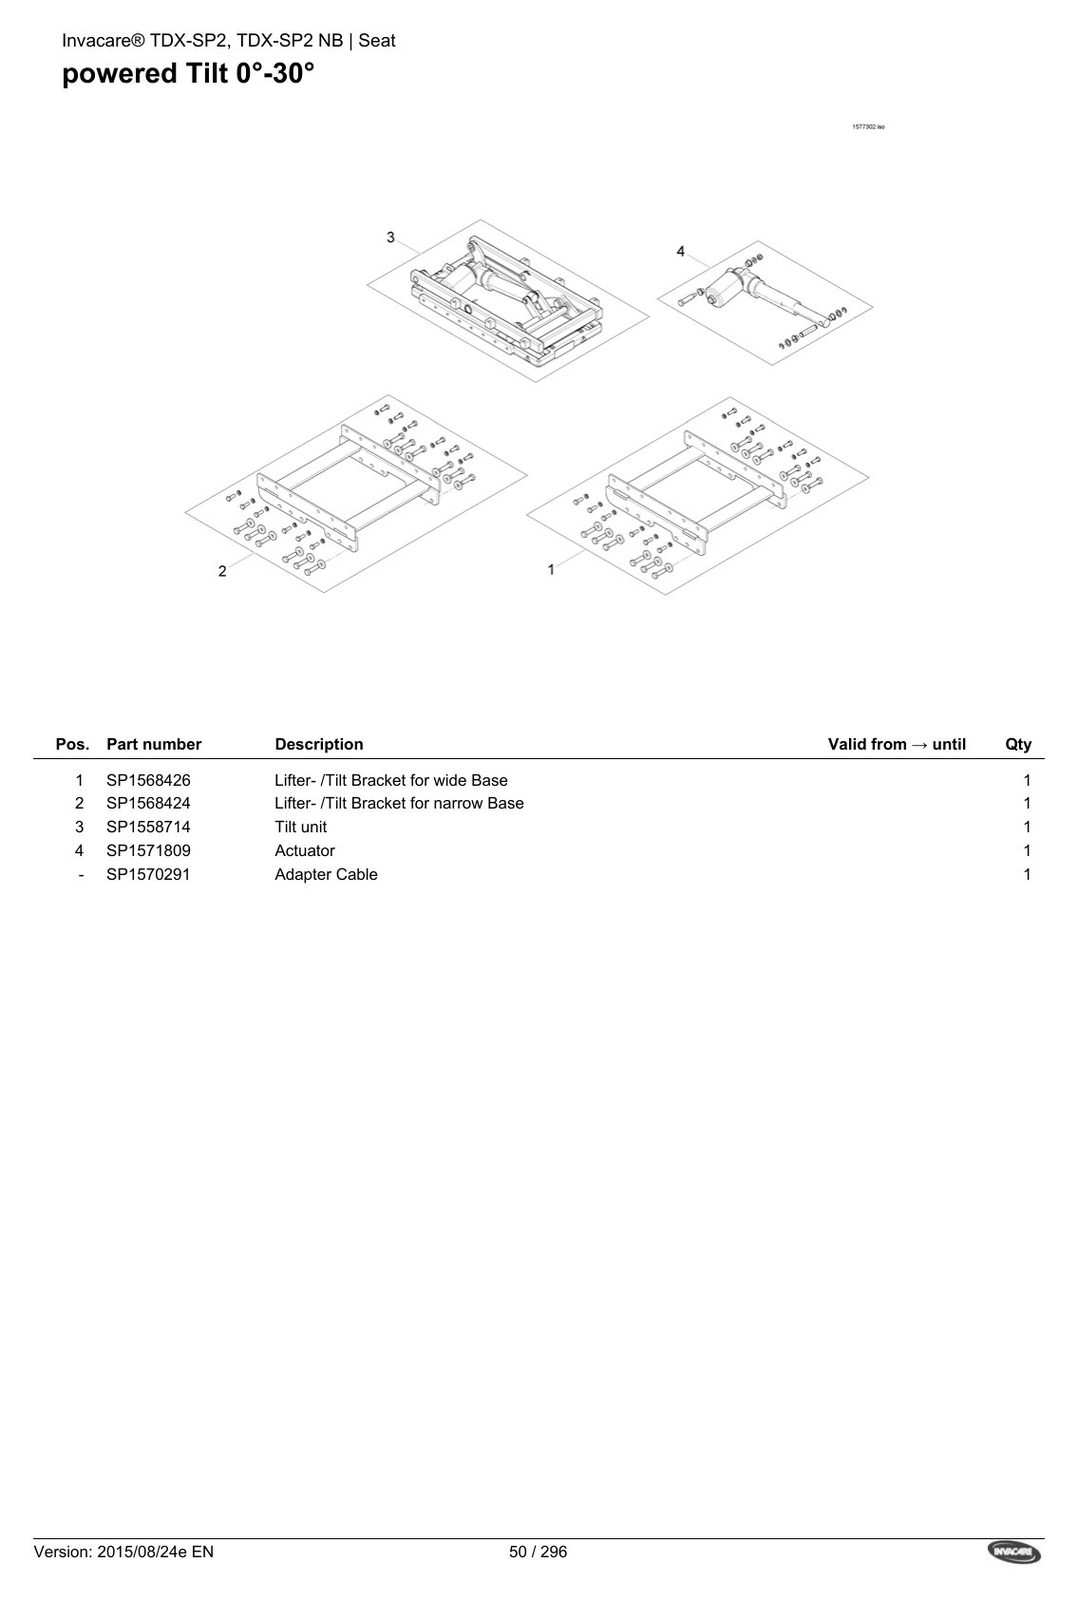 Invacare® TDX-SP2, TDX-SP2 NB | Seat
powered Tilt 0°-30°
1577302.iso
3
4
2
1
Pos. Part number Description Valid from → until Qty
1 SP1568426 Lifter- /Tilt Bracket for wide Base 1
2 SP1568424 Lifter- /Tilt Bracket for narrow Base 1
3 SP1558714 Tilt unit 1
4 SP1571809 Actuator 1
- SP1570291 Adapter Cable 1
Version: 2015/08/24e EN 50 / 296 INVACARE